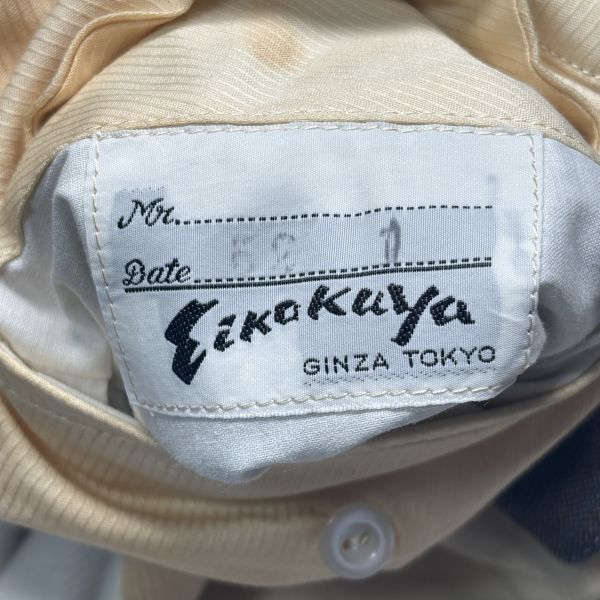 Mr.
Date
Eikokuya
GINZA TOKYO